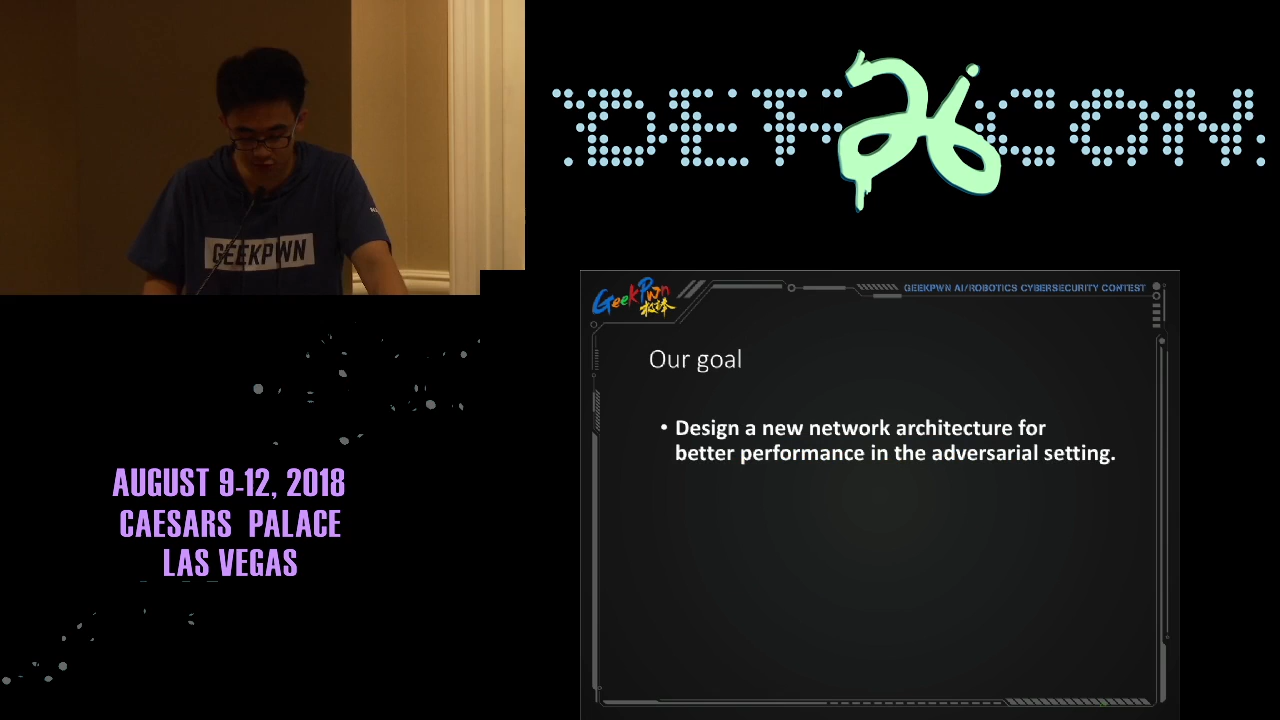 DEF 26 CON
GEEKPWN
GeekPwn
GEEKPWN AI/ROBOTICS CYBERSECURITY CONTEST
Our goal
• Design a new network architecture for
better performance in the adversarial setting.
AUGUST 9-12, 2018
CAESARS PALACE
LAS VEGAS